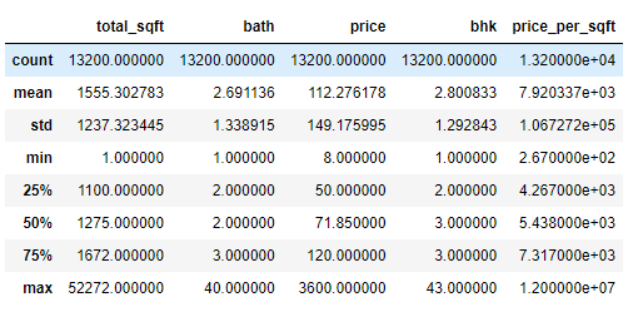 total_sqft bath price bhk price_per_sqft
count 13200.000000 13200.000000 13200.000000 13200.000000 1.320000e+04
mean 1555.302783 2.691136 112.276178 2.800833 7.920337e+03
std 1237.323445 1.338915 149.175995 1.292843 1.067272e+05
min 1.000000 1.000000 8.000000 1.000000 2.670000e+02
25% 1100.000000 2.000000 50.000000 2.000000 4.267000e+03
50% 1275.000000 2.000000 71.850000 3.000000 5.438000e+03
75% 1672.000000 3.000000 120.000000 3.000000 7.317000e+03
max 52272.000000 40.000000 3600.000000 43.000000 1.200000e+07